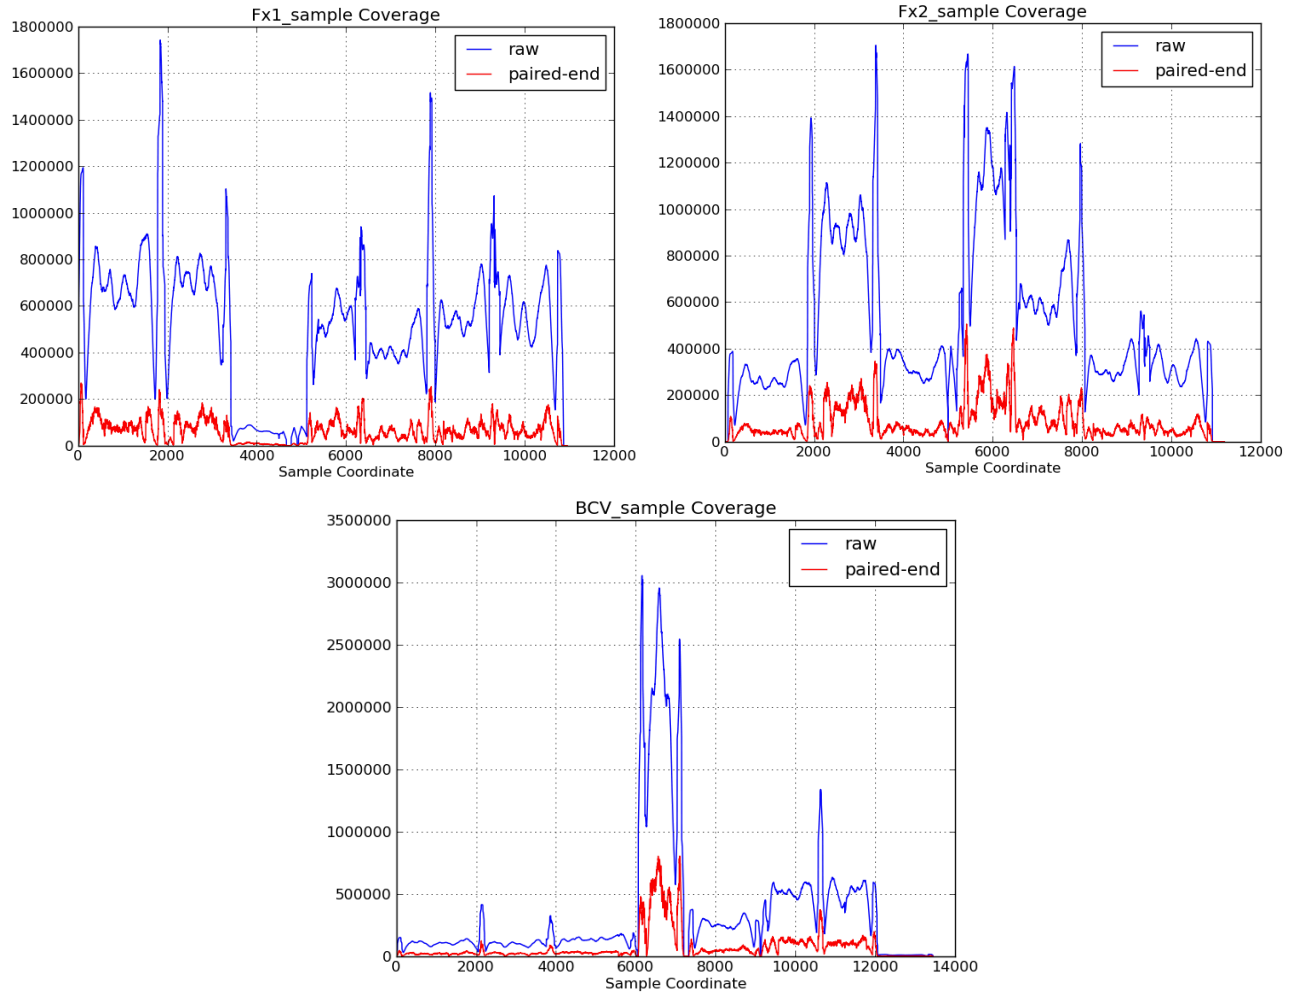 Fx1_sample Coverage
1800000
1600000
1400000
1200000
1000000
800000
600000
400000
200000
0
0 2000 4000 6000 8000 10000 12000
Sample Coordinate
raw
paired-end
Fx2_sample Coverage
1800000
1600000
1400000
1200000
1000000
800000
600000
400000
200000
0
0 2000 4000 6000 8000 10000 12000
Sample Coordinate
raw
paired-end
BCV_sample Coverage
3500000
3000000
2500000
2000000
1500000
1000000
500000
0
0 2000 4000 6000 8000 10000 12000 14000
Sample Coordinate
raw
paired-end